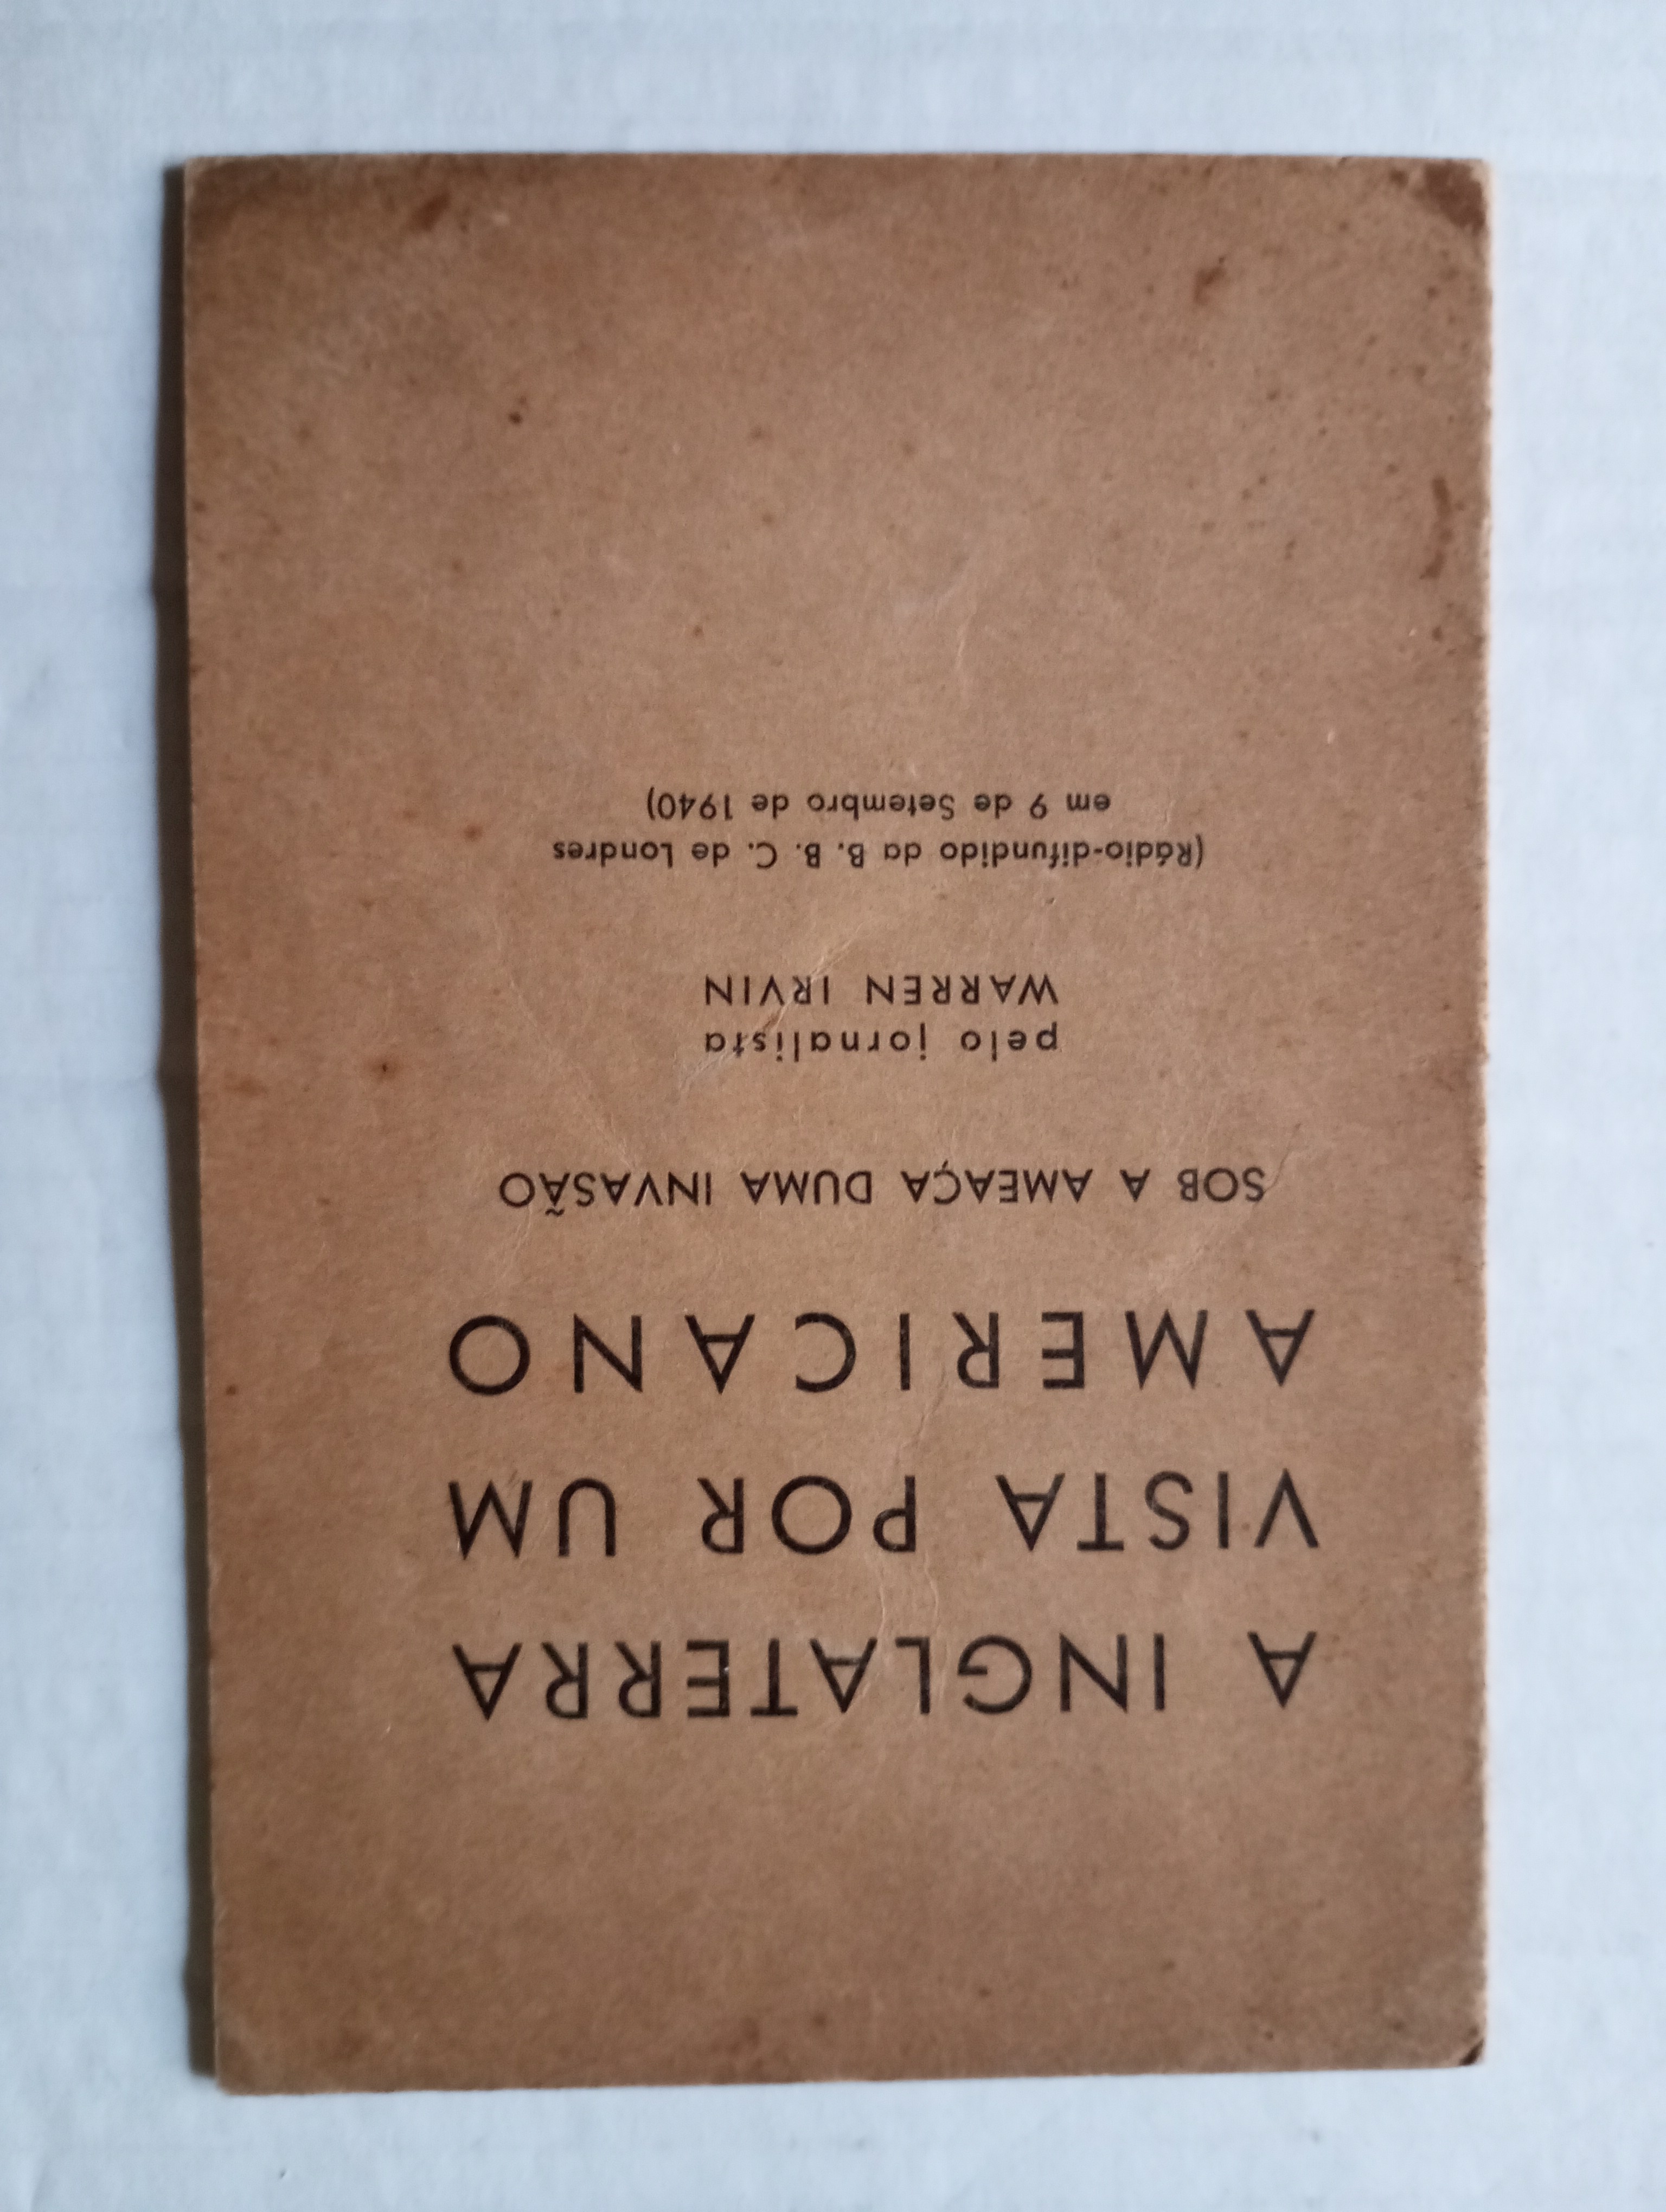 A INGLATERRA
VISTA POR UM
AMERICANO
SOB A AMEAÇA DUMA INVASÃO
pelo jornalista
WARREN IRVIN
(Rádio-difundido da B. B. C. de Londres
em 9 de Setembro de 1940)